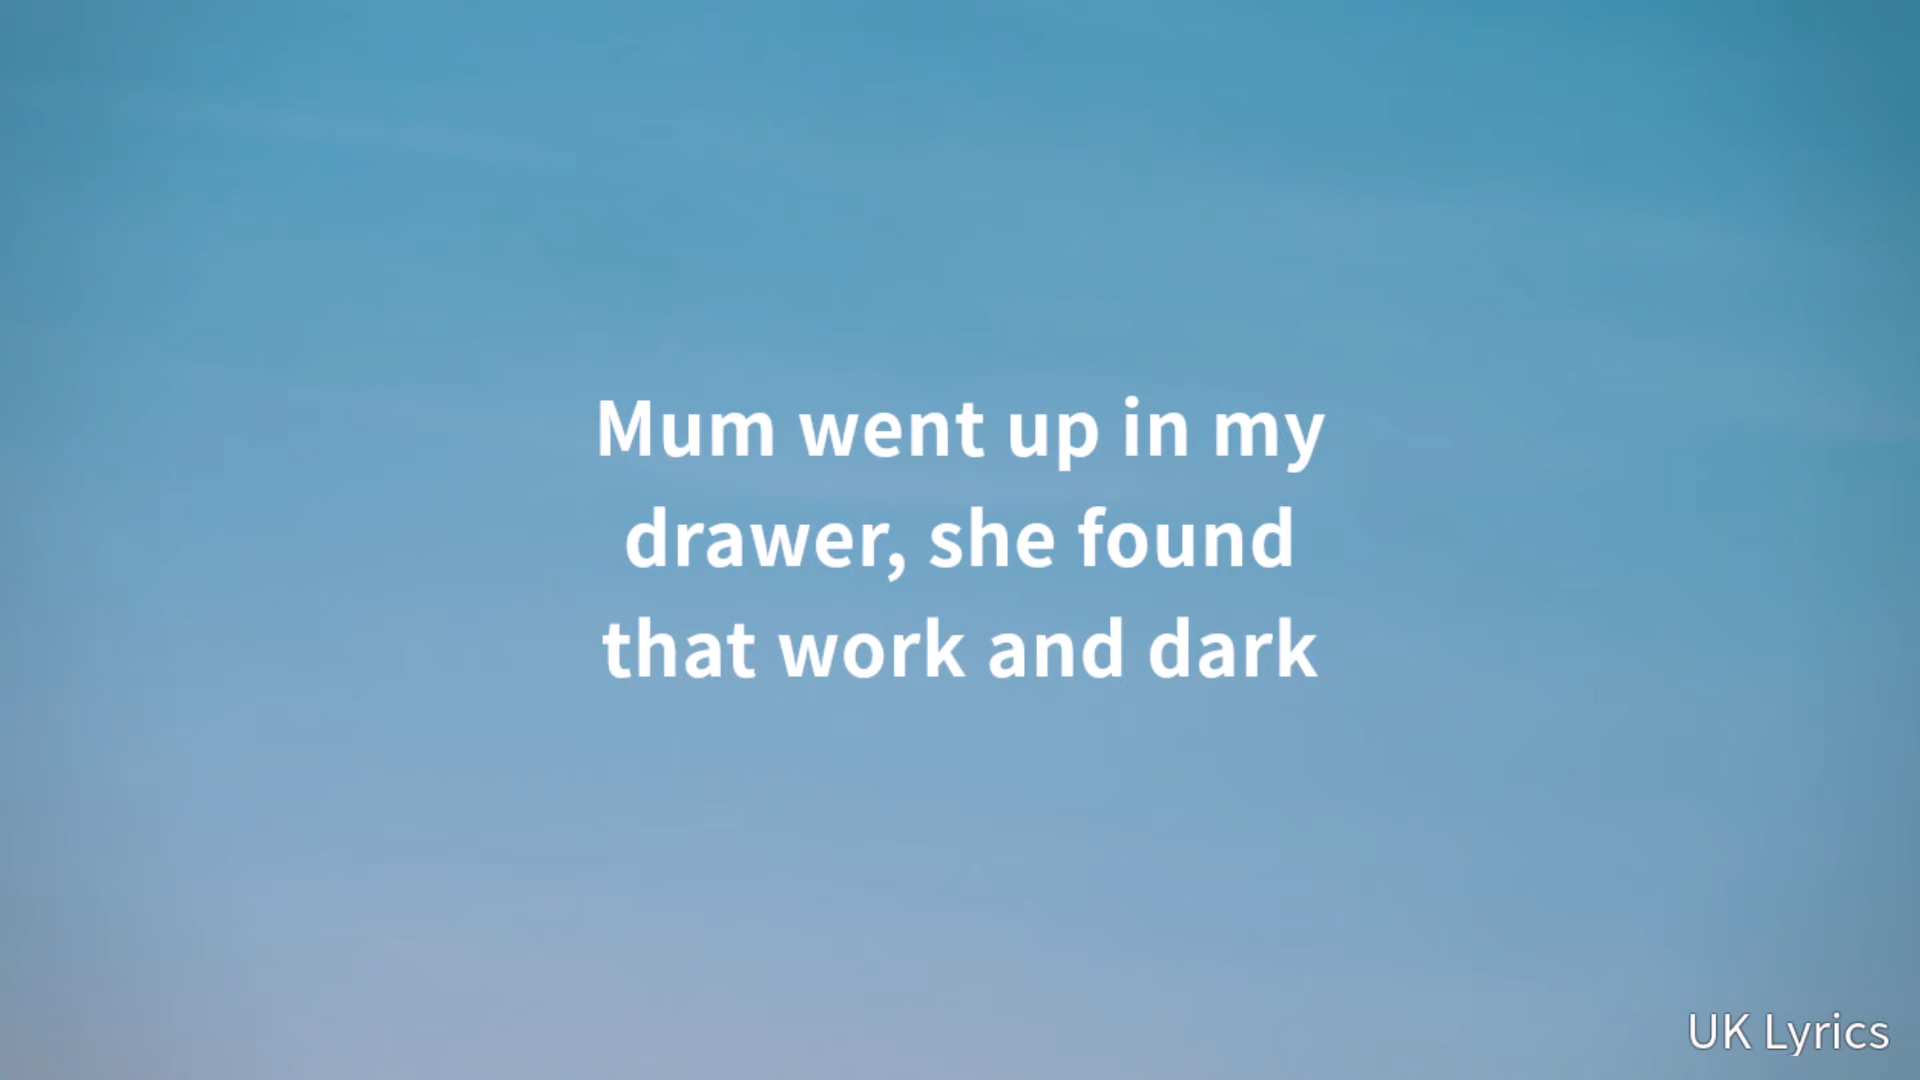 Mum went up in my
drawer, she found
that work and dark
UK Lyrics